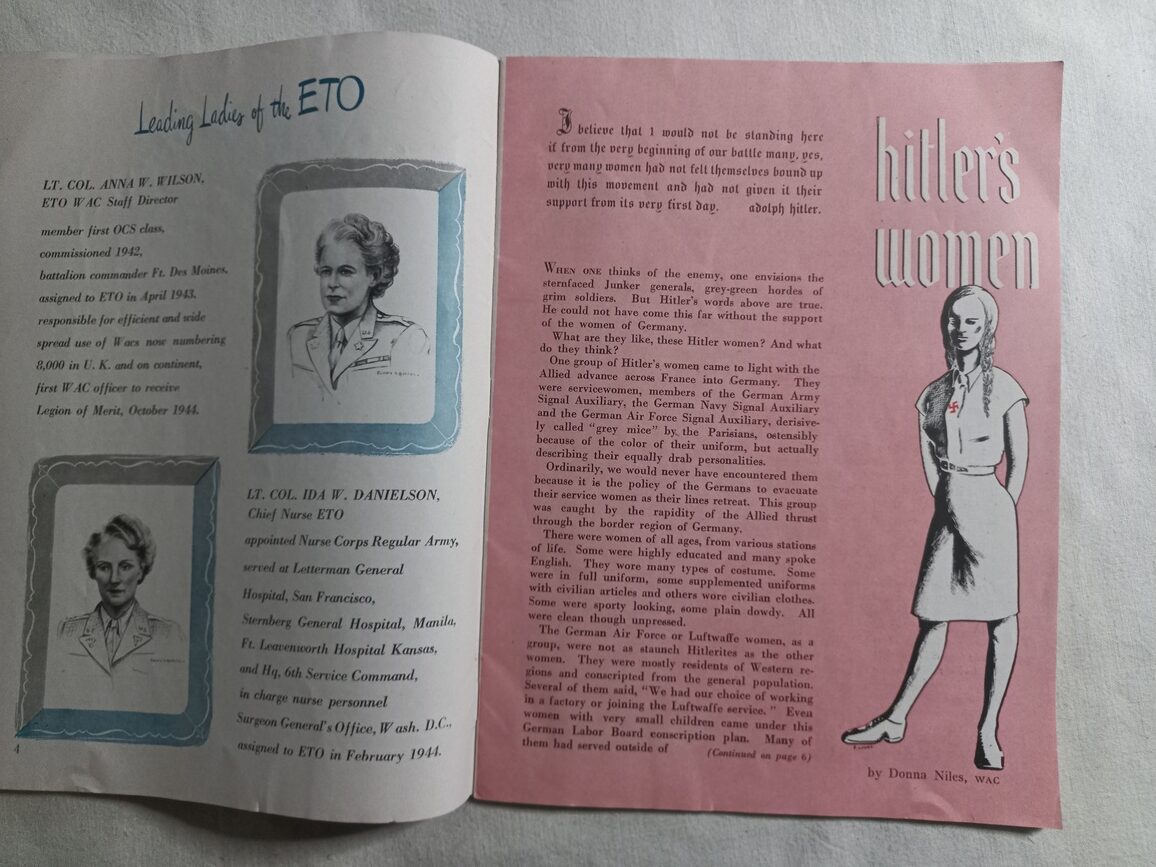 Leading Ladies of the ETO
LT. COL. ANNA W. WILSON,
ETO WAC Staff Director
member first OCS class,
commissioned 1942,
battalion commander Ft. Des Moines,
assigned to ETO in April 1943.
responsible for efficient and wide
spread use of Wacs now numbering
8,000 in U. K. and on continent,
first WAC officer to receive
Legion of Merit, October 1944.
LT. COL. IDA W. DANIELSON,
Chief Nurse ETO
appointed Nurse Corps Regular Army,
served at Letterman General
Hospital, San Francisco,
Sternberg General Hospital, Manila,
Ft. Leavenworth Hospital Kansas,
and Hq, 6th Service Command,
in charge nurse personnel
Surgeon General's Office, Wash. D.C.,
assigned to ETO in February 1944.
4
I believe that I would not be standing here
if from the very beginning of our battle many, yes,
very many women had not felt themselves bound up
with this movement and had not given it their
support from its very first day. adolph hitler.
hitler's
women
WHEN ONE thinks of the enemy, one envisions the
sternfaced Junker generals, grey-green hordes of
grim soldiers. But Hitler's words above are true.
He could not have come this far without the support
of the women of Germany.
What are they like, these Hitler women? And what
do they think?
One group of Hitler's women came to light with the
Allied advance across France into Germany. They
were servicewomen, members of the German Army
Signal Auxiliary, the German Navy Signal Auxiliary
and the German Air Force Signal Auxiliary, derisive-
ly called “grey mice” by the Parisians, ostensibly
because of the color of their uniform, but actually
describing their equally drab personalities.
Ordinarily, we would never have encountered them
because it is the policy of the Germans to evacuate
their service women as their lines retreat. This group
was caught by the rapidity of the Allied thrust
through the border region of Germany.
There were women of all ages, from various stations
of life. Some were highly educated and many spoke
English. They wore many types of costume. Some
were in full uniform, some supplemented uniforms
with civilian articles and others wore civilian clothes.
Some were sporty looking, some plain dowdy. All
were clean though unpressed.
The German Air Force or Luftwaffe women, as a
group, were not as staunch Hitlerites as the other
women. They were mostly residents of Western re-
gions and conscripted from the general population.
Several of them said, “We had our choice of working
in a factory or joining the Luftwaffe service.” Even
women with very small children came under this
German Labor Board conscription plan. Many of
them had served outside of (Continued on page 6)
by Donna Niles, WAC